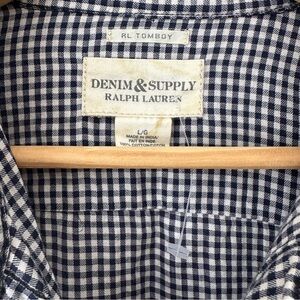 RL TOMBOY
DENIM&SUPPLY
RALPH LAUREN
L/G
MADE IN INDIA/
FAIT EN INDE
100% COTTON/COTON